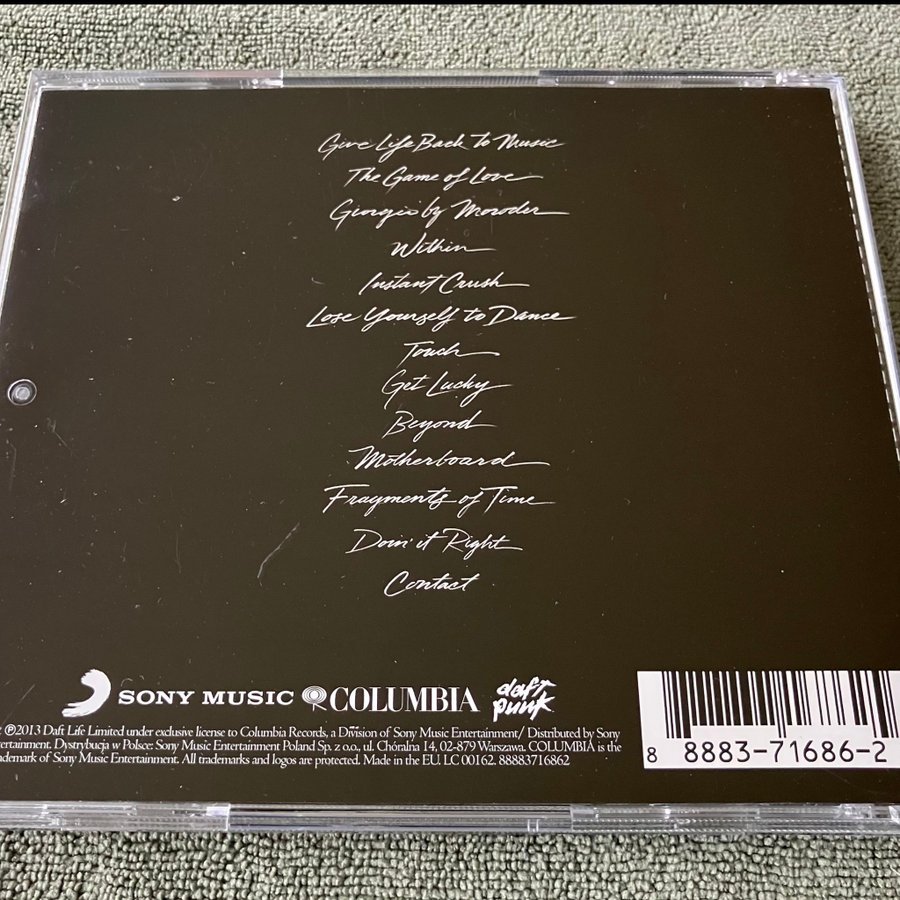 Give Life Back to Music
The Game of Love
Giorgio by Moroder
Within
Instant Crush
Lose Yourself to Dance
Touch
Get Lucky
Beyond
Motherboard
Fragments of Time
Doin' it Right
Contact
SONY MUSIC COLUMBIA daft punk
℗2013 Daft Life Limited under exclusive license to Columbia Records, a Division of Sony Music Entertainment/ Distributed by Sony
Dystrybucja w Polsce: Sony Music Entertainment Poland Sp. z o.o., ul. Chóralna 14, 02-879 Warszawa. COLUMBIA is the
of Sony Music Entertainment. All trademarks and logos are protected. Made in the EU. LC 00162. 88883716862
8 8883-71686-2